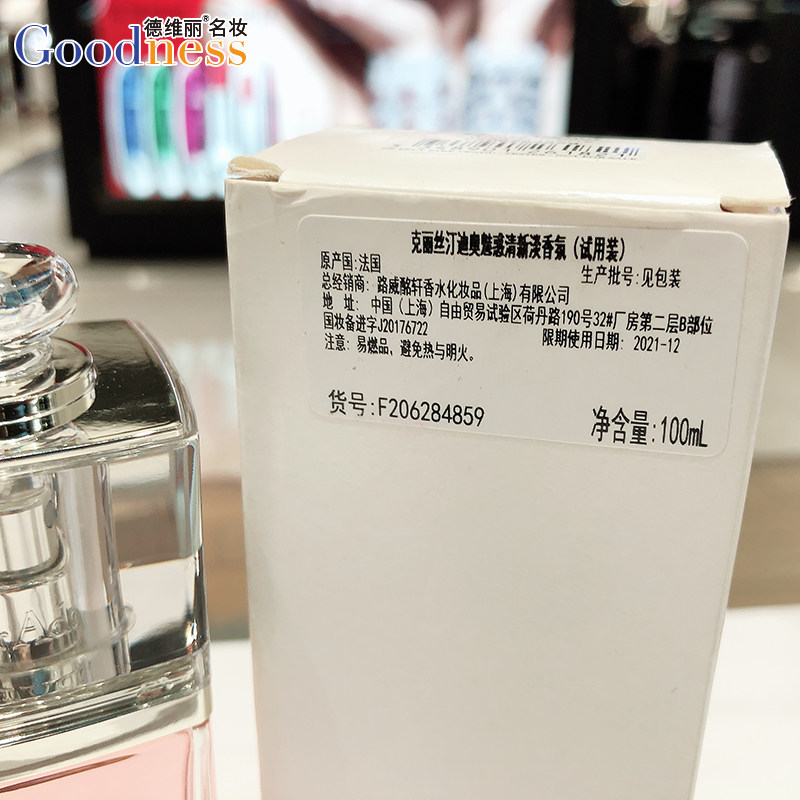 德维丽®名妆
Goodness
克丽丝汀迪奥魅惑清新淡香氛（试用装）
原产国:法国
生产批号:见包装
总经销商: 路威酩轩香水化妆品(上海)有限公司
地 址: 中国（上海）自由贸易试验区荷丹路190号32#厂房第二层B部位
国妆备进字J20176722
限期使用日期: 2021-12
注意: 易燃品、避免热与明火。
货号:F206284859
净含量:100mL